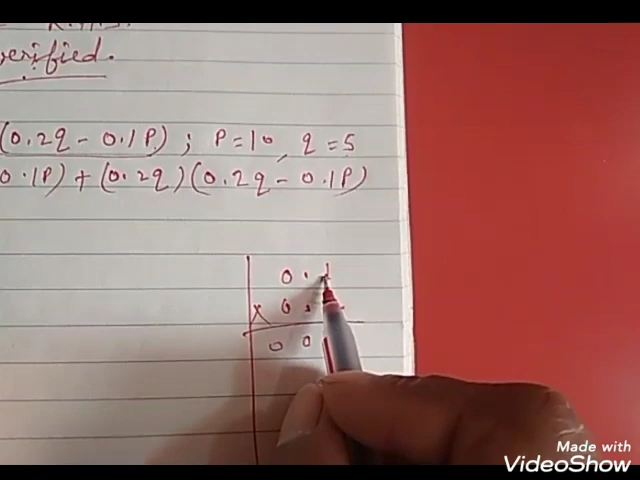 R.H.S.
verified.
(0.2q - 0.1P) ; P=10, q=5
0.1P) + (0.2q) (0.2q - 0.1P)
0.1
x 0.
0 0
Made with
VideoShow